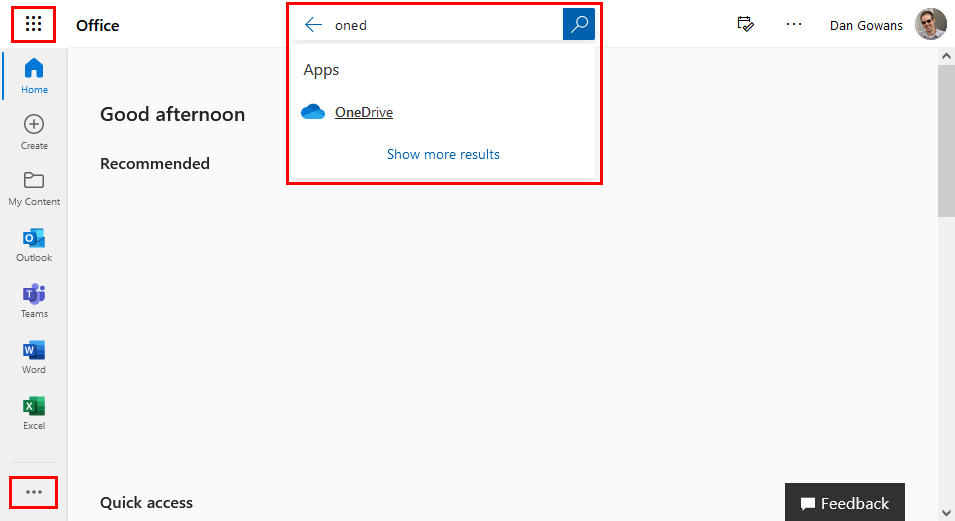 Office
oned
Dan Gowans
Apps
OneDrive
Show more results
Home
Create
My Content
Outlook
Teams
Word
Excel
Good afternoon
Recommended
Quick access
Feedback